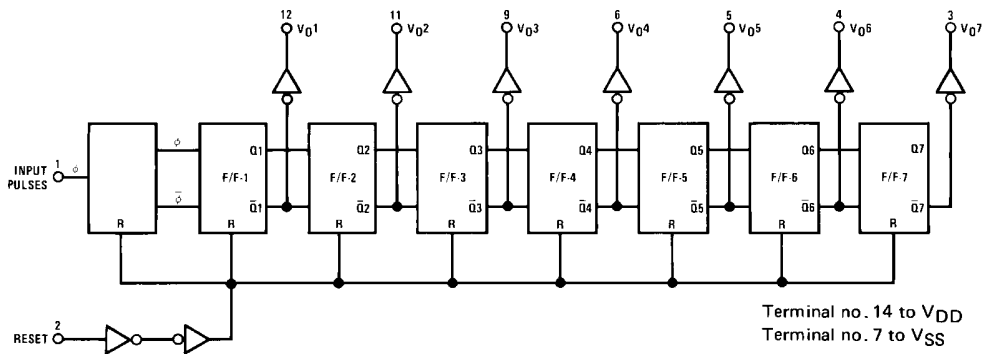 12 11 9 6 5 4 3
V01 V02 V03 V04 V05 V06 V07
φ Q1 Q2 Q3 Q4 Q5 Q6 Q7
INPUT PULSES 1 φ
F/F-1 F/F-2 F/F-3 F/F-4 F/F-5 F/F-6 F/F-7
φ̅ Q̅1 Q̅2 Q̅3 Q̅4 Q̅5 Q̅6 Q̅7
R R R R R R R R
RESET 2
Terminal no. 14 to VDD
Terminal no. 7 to VSS